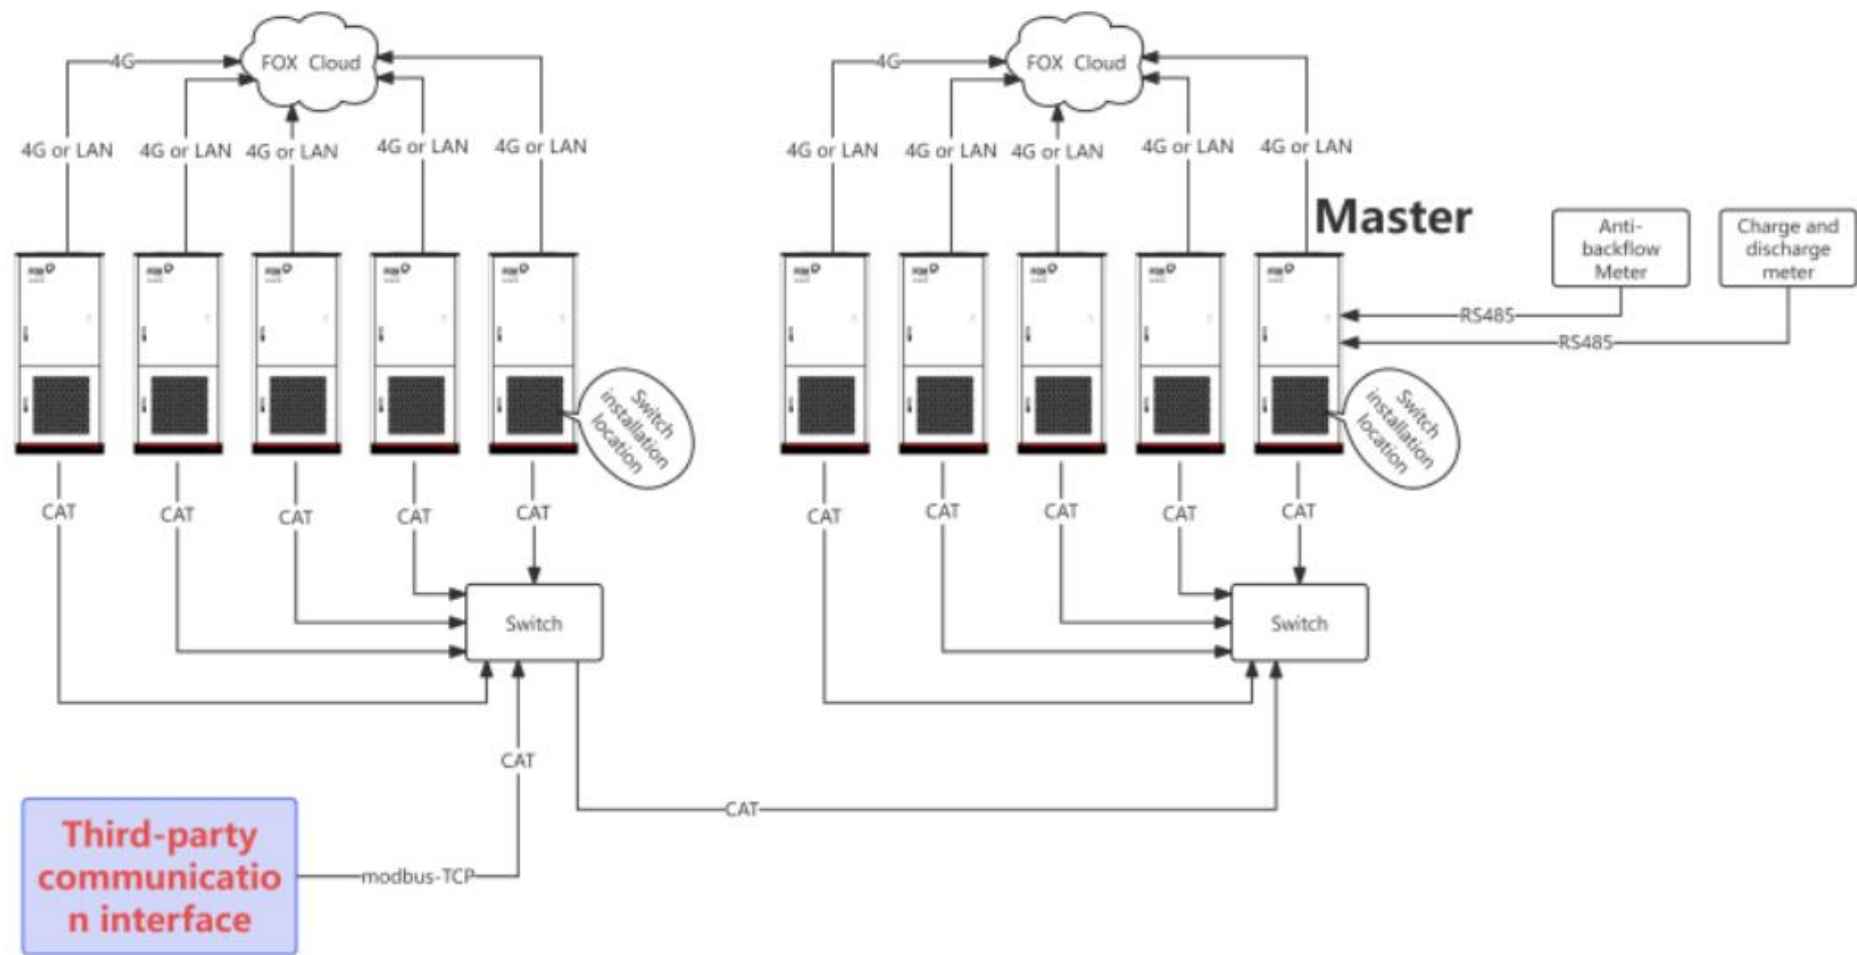 FOX Cloud
4G
4G or LAN
4G or LAN
4G or LAN
4G or LAN
4G or LAN
FOX Cloud
4G
4G or LAN
4G or LAN
4G or LAN
4G or LAN
4G or LAN
Master
Anti-
backflow
Meter
Charge and
discharge
meter
RS485
RS485
Switch
installation
location
Switch
installation
location
CAT
CAT
CAT
CAT
CAT
CAT
CAT
CAT
CAT
CAT
Switch
Switch
CAT
CAT
Third-party
communicatio
n interface
modbus-TCP